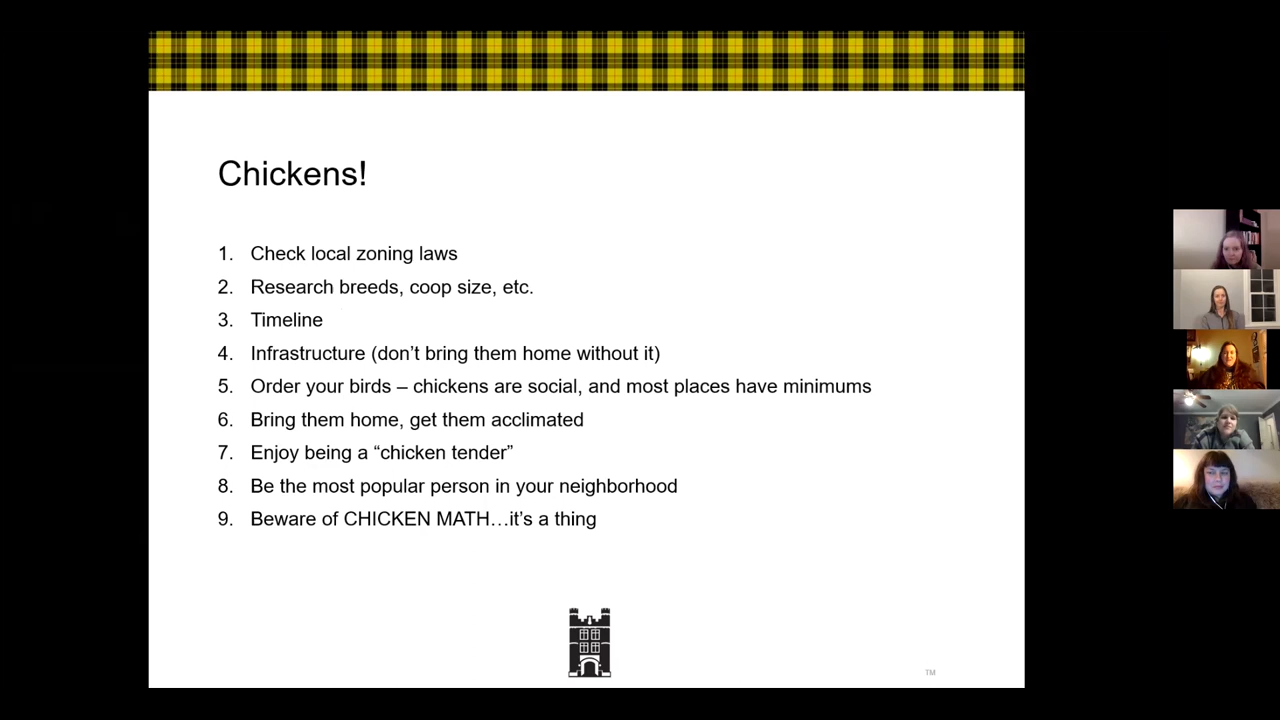 Chickens!
1. Check local zoning laws
2. Research breeds, coop size, etc.
3. Timeline
4. Infrastructure (don’t bring them home without it)
5. Order your birds – chickens are social, and most places have minimums
6. Bring them home, get them acclimated
7. Enjoy being a “chicken tender”
8. Be the most popular person in your neighborhood
9. Beware of CHICKEN MATH…it’s a thing
TM